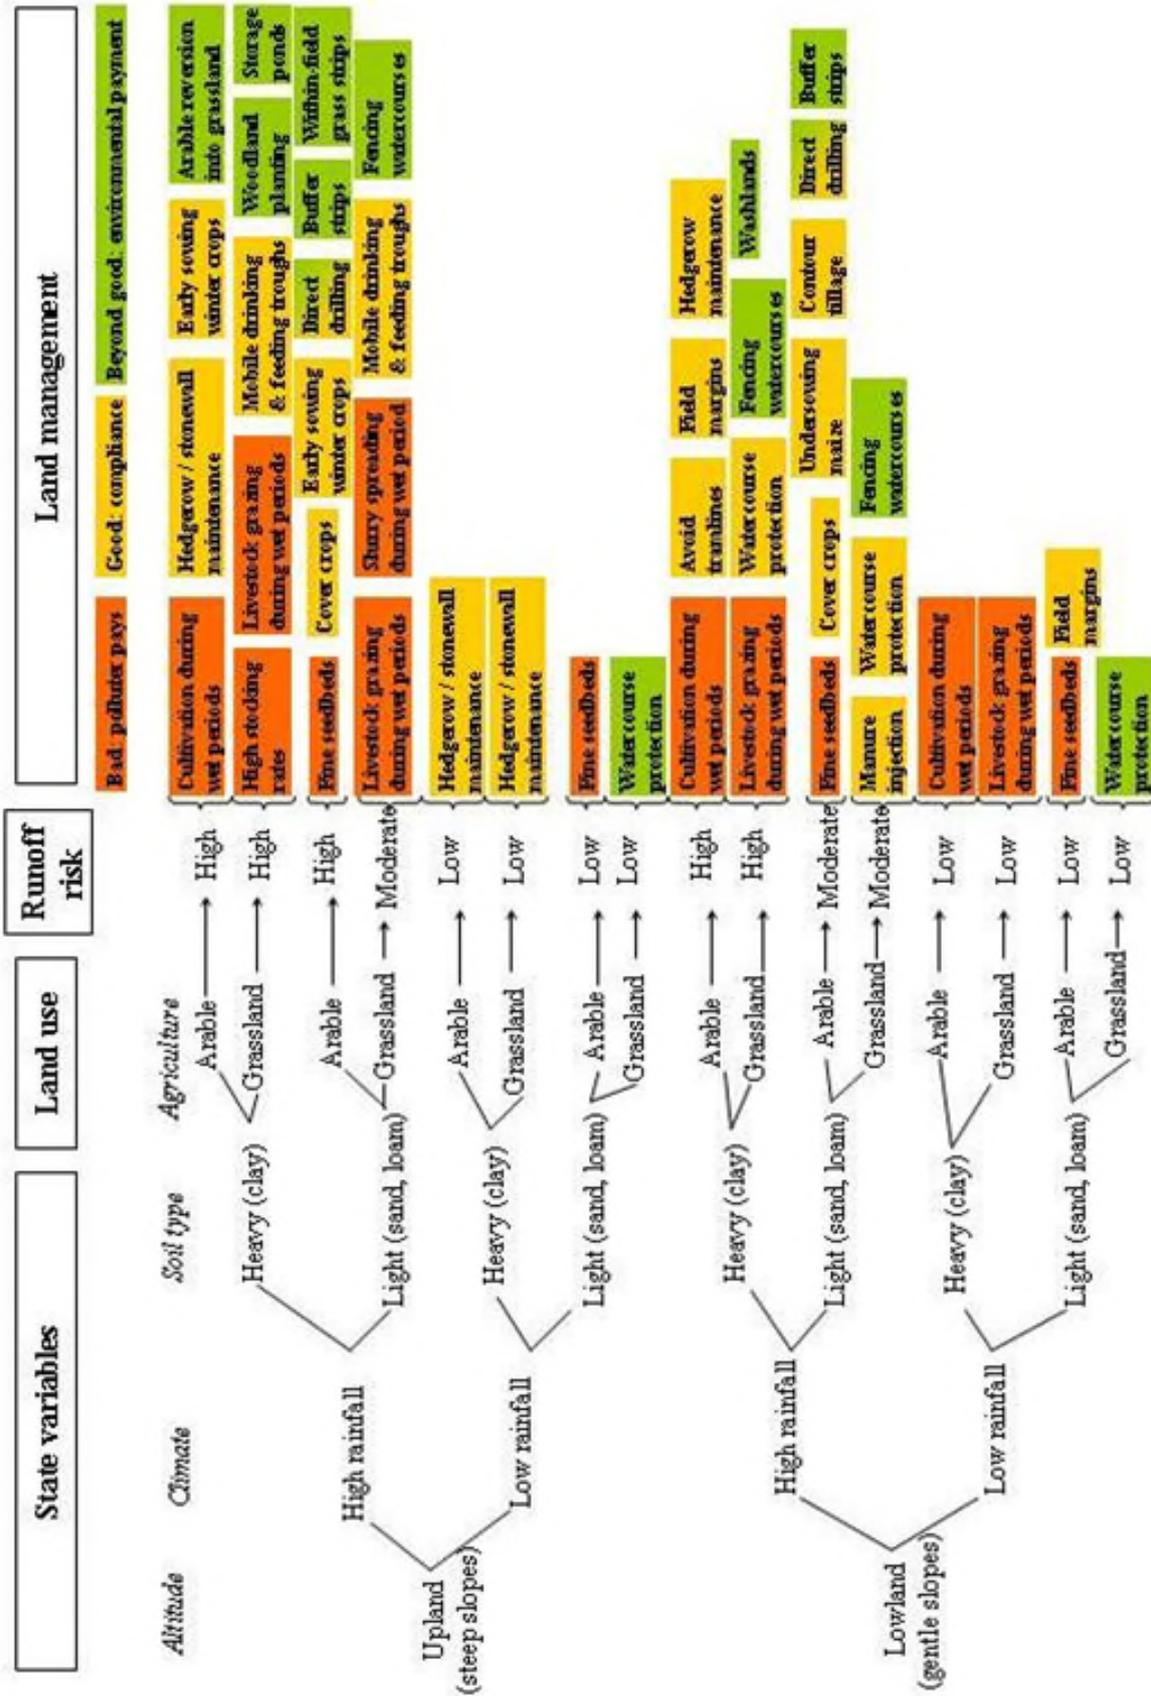 State variables
Land use
Runoff
risk
Land management
Bad: polluter pays
Good: compliance
Beyond good: environmental payment
Altitude
Climate
Soil type
Agriculture
Upland
(steep slopes)
High rainfall
Heavy (clay)
Arable
High
Cultivation during
wet periods
Hedgerow / stonewall
maintenance
Early sowing
winter crops
Arable reversion
into grassland
Grassland
High
High stocking
rates
Livestock grazing
during wet periods
Mobile drinking
& feeding troughs
Woodland
planting
Storage
ponds
Light (sand, loam)
Arable
High
Fine seedbeds
Cover crops
Early sowing
winter crops
Direct
drilling
Buffer
strips
Within-field
grass strips
Grassland
Moderate
Livestock grazing
during wet periods
Slurry spreading
during wet period
Mobile drinking
& feeding troughs
Fencing
watercourses
Low rainfall
Heavy (clay)
Arable
Low
Hedgerow / stonewall
maintenance
Grassland
Low
Hedgerow / stonewall
maintenance
Light (sand, loam)
Arable
Low
Fine seedbeds
Grassland
Low
Watercourse
protection
Lowland
(gentle slopes)
High rainfall
Heavy (clay)
Arable
High
Cultivation during
wet periods
Avoid
tramlines
Field
margins
Hedgerow
maintenance
Grassland
High
Livestock grazing
during wet periods
Watercourse
protection
Fencing
watercourses
Washlands
Light (sand, loam)
Arable
Moderate
Fine seedbeds
Cover crops
Undersowing
maize
Contour
tillage
Direct
drilling
Buffer
strips
Grassland
Moderate
Manure
injection
Watercourse
protection
Fencing
watercourses
Low rainfall
Heavy (clay)
Arable
Low
Cultivation during
wet periods
Grassland
Low
Livestock grazing
during wet periods
Light (sand, loam)
Arable
Low
Fine seedbeds
Field
margins
Grassland
Low
Watercourse
protection